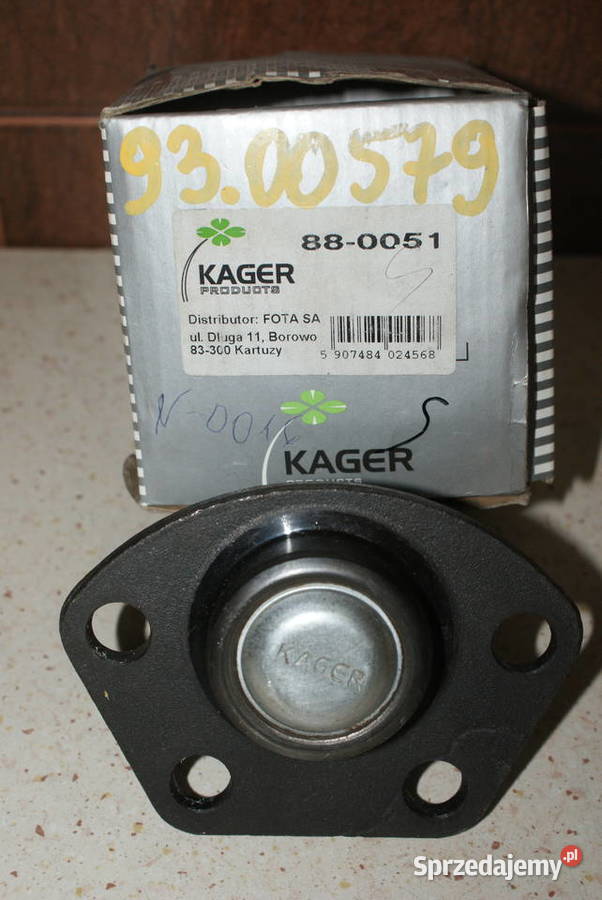 93.00579
88-0051
KAGER
PRODUCTS
Distributor: FOTA SA
ul. Długa 11, Borowo
83-300 Kartuzy
5 907484 024568
S
KAGER
PRODUCTS
KAGER
Sprzedajemy.pl